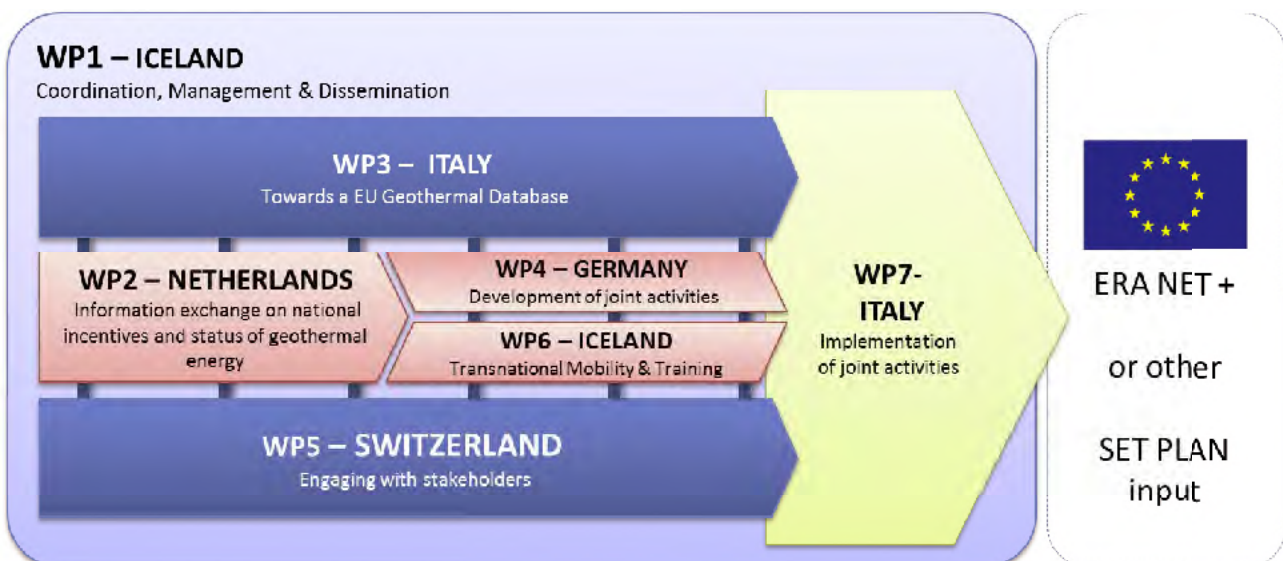 WP1 – ICELAND
Coordination, Management & Dissemination
WP3 – ITALY
Towards a EU Geothermal Database
WP2 – NETHERLANDS
Information exchange on national
incentives and status of geothermal
energy
WP4 – GERMANY
Development of joint activities
WP6 – ICELAND
Transnational Mobility & Training
WP5 – SWITZERLAND
Engaging with stakeholders
WP7-
ITALY
Implementation
of joint activities
ERA NET +
or other
SET PLAN
input